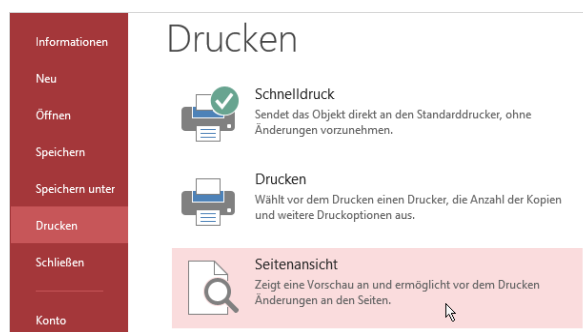 Informationen
Neu
Öffnen
Speichern
Speichern unter
Drucken
Schließen
Konto
Drucken
Schnelldruck
Sendet das Objekt direkt an den Standarddrucker, ohne
Änderungen vorzunehmen.
Drucken
Wählt vor dem Drucken einen Drucker, die Anzahl der Kopien
und weitere Druckoptionen aus.
Seitenansicht
Zeigt eine Vorschau an und ermöglicht vor dem Drucken
Änderungen an den Seiten.